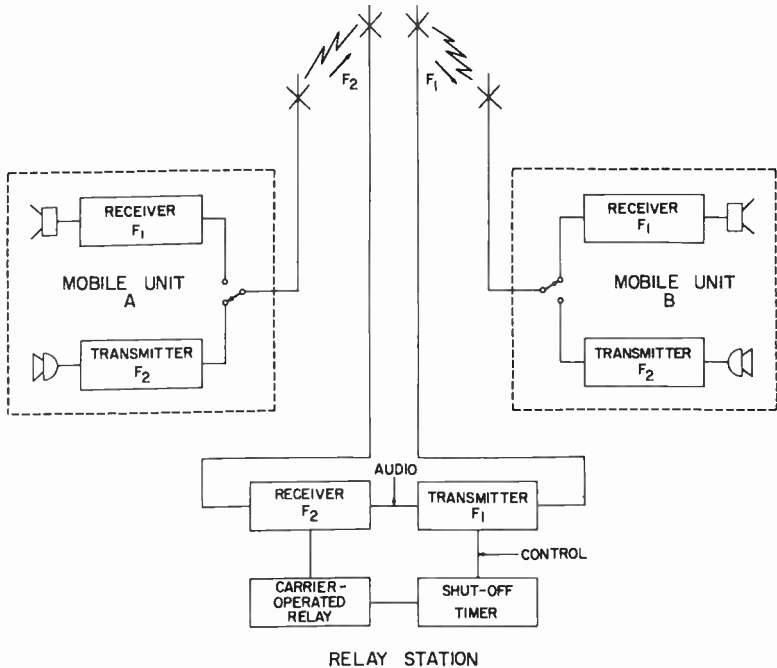 F2
F1
RECEIVER
F1
MOBILE UNIT
A
TRANSMITTER
F2
RECEIVER
F1
MOBILE UNIT
B
TRANSMITTER
F2
AUDIO
RECEIVER
F2
TRANSMITTER
F1
CONTROL
CARRIER-
OPERATED
RELAY
SHUT-OFF
TIMER
RELAY STATION